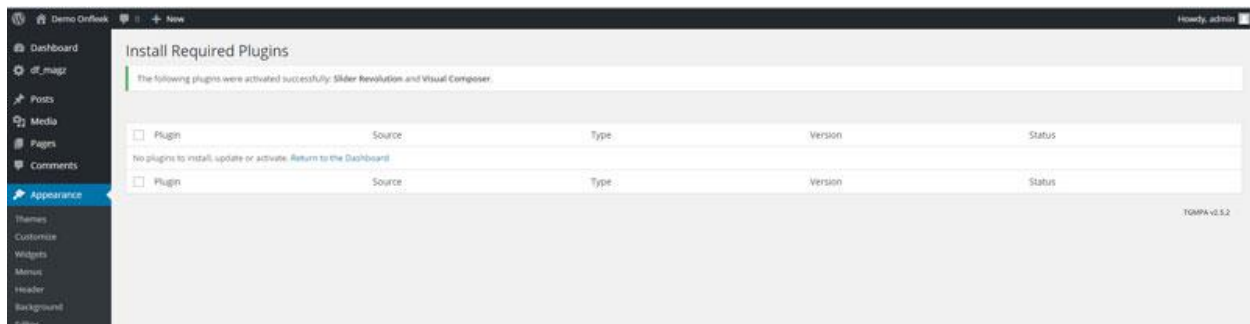 Demo Onfleek 0 + New Howdy, admin
Dashboard
df_magz
Posts
Media
Pages
Comments
Appearance
Themes
Customize
Widgets
Menus
Header
Background
Install Required Plugins
The following plugins were activated successfully: Slider Revolution and Visual Composer.
Plugin Source Type Version Status
No plugins to install, update or activate. Return to the Dashboard
Plugin Source Type Version Status
TGMPA v2.5.2